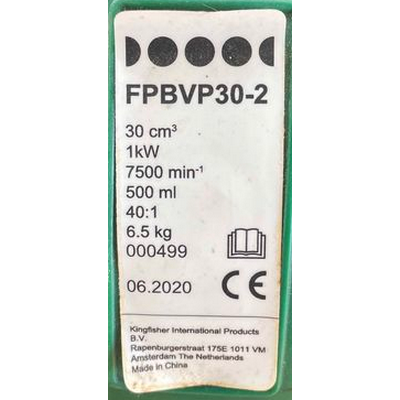 FPBVP30-2
30 cm³
1kW
7500 min⁻¹
500 ml
40:1
6.5 kg
000499
06.2020
CE
Kingfisher International Products
B.V.
Rapenburgerstraat 175E 1011 VM
Amsterdam The Netherlands
Made in China